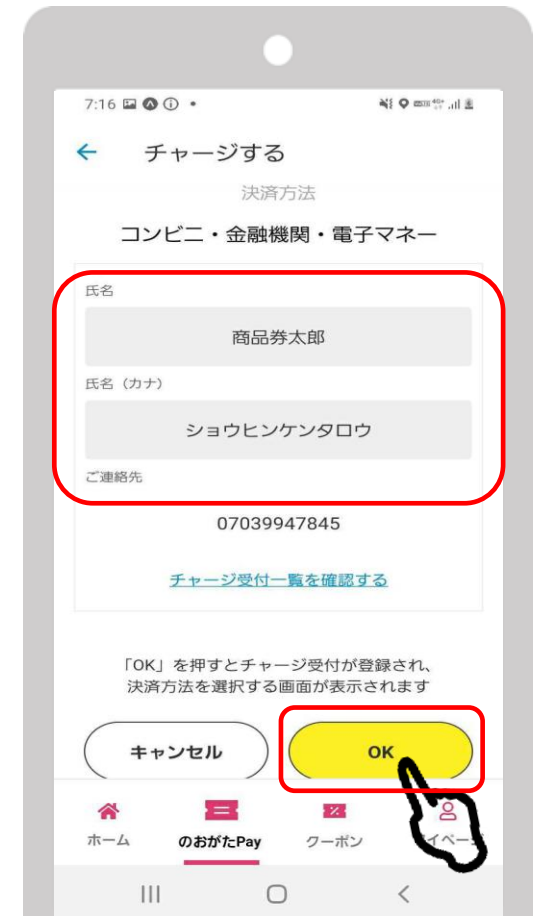 7:16
チャージする
決済方法
コンビニ・金融機関・電子マネー
氏名
商品券太郎
氏名（カナ）
ショウヒンケンタロウ
ご連絡先
07039947845
チャージ受付一覧を確認する
「OK」を押すとチャージ受付が登録され、
決済方法を選択する画面が表示されます
キャンセル OK
ホーム のおがたPay クーポン イペー